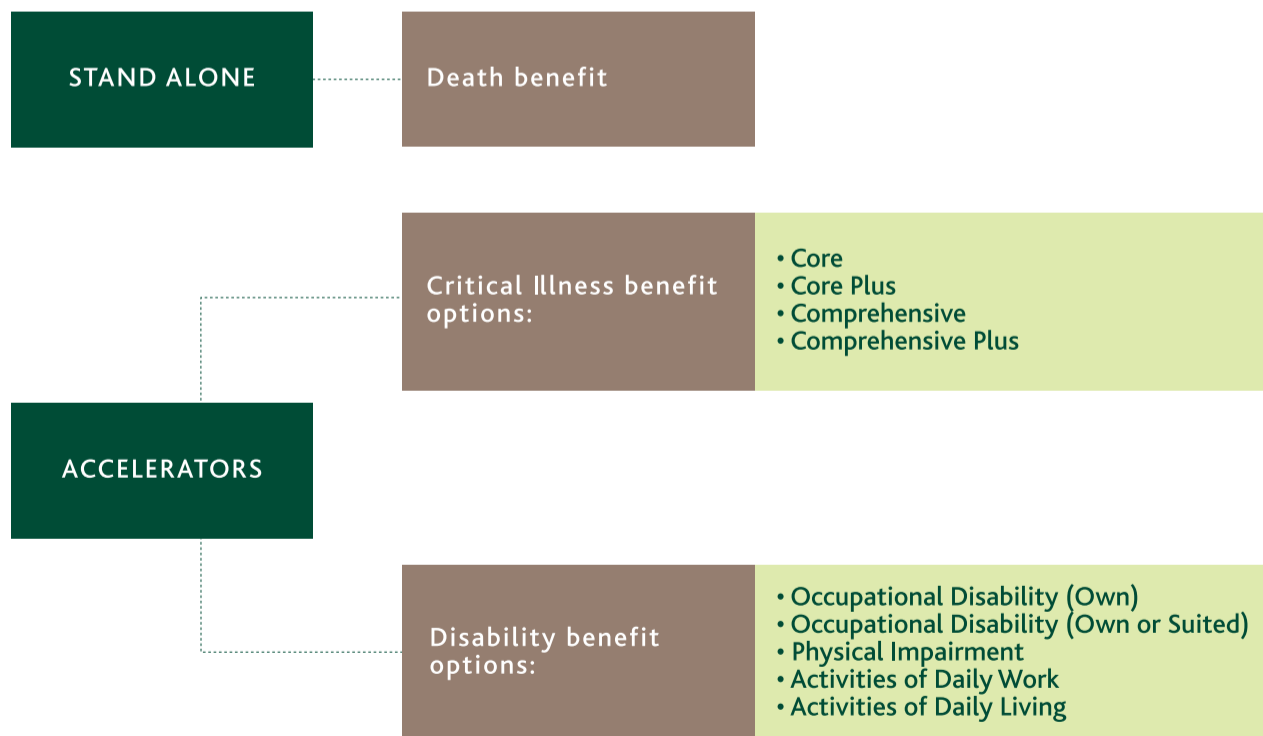 STAND ALONE
Death benefit
Critical Illness benefit
options:
• Core
• Core Plus
• Comprehensive
• Comprehensive Plus
ACCELERATORS
Disability benefit
options:
• Occupational Disability (Own)
• Occupational Disability (Own or Suited)
• Physical Impairment
• Activities of Daily Work
• Activities of Daily Living